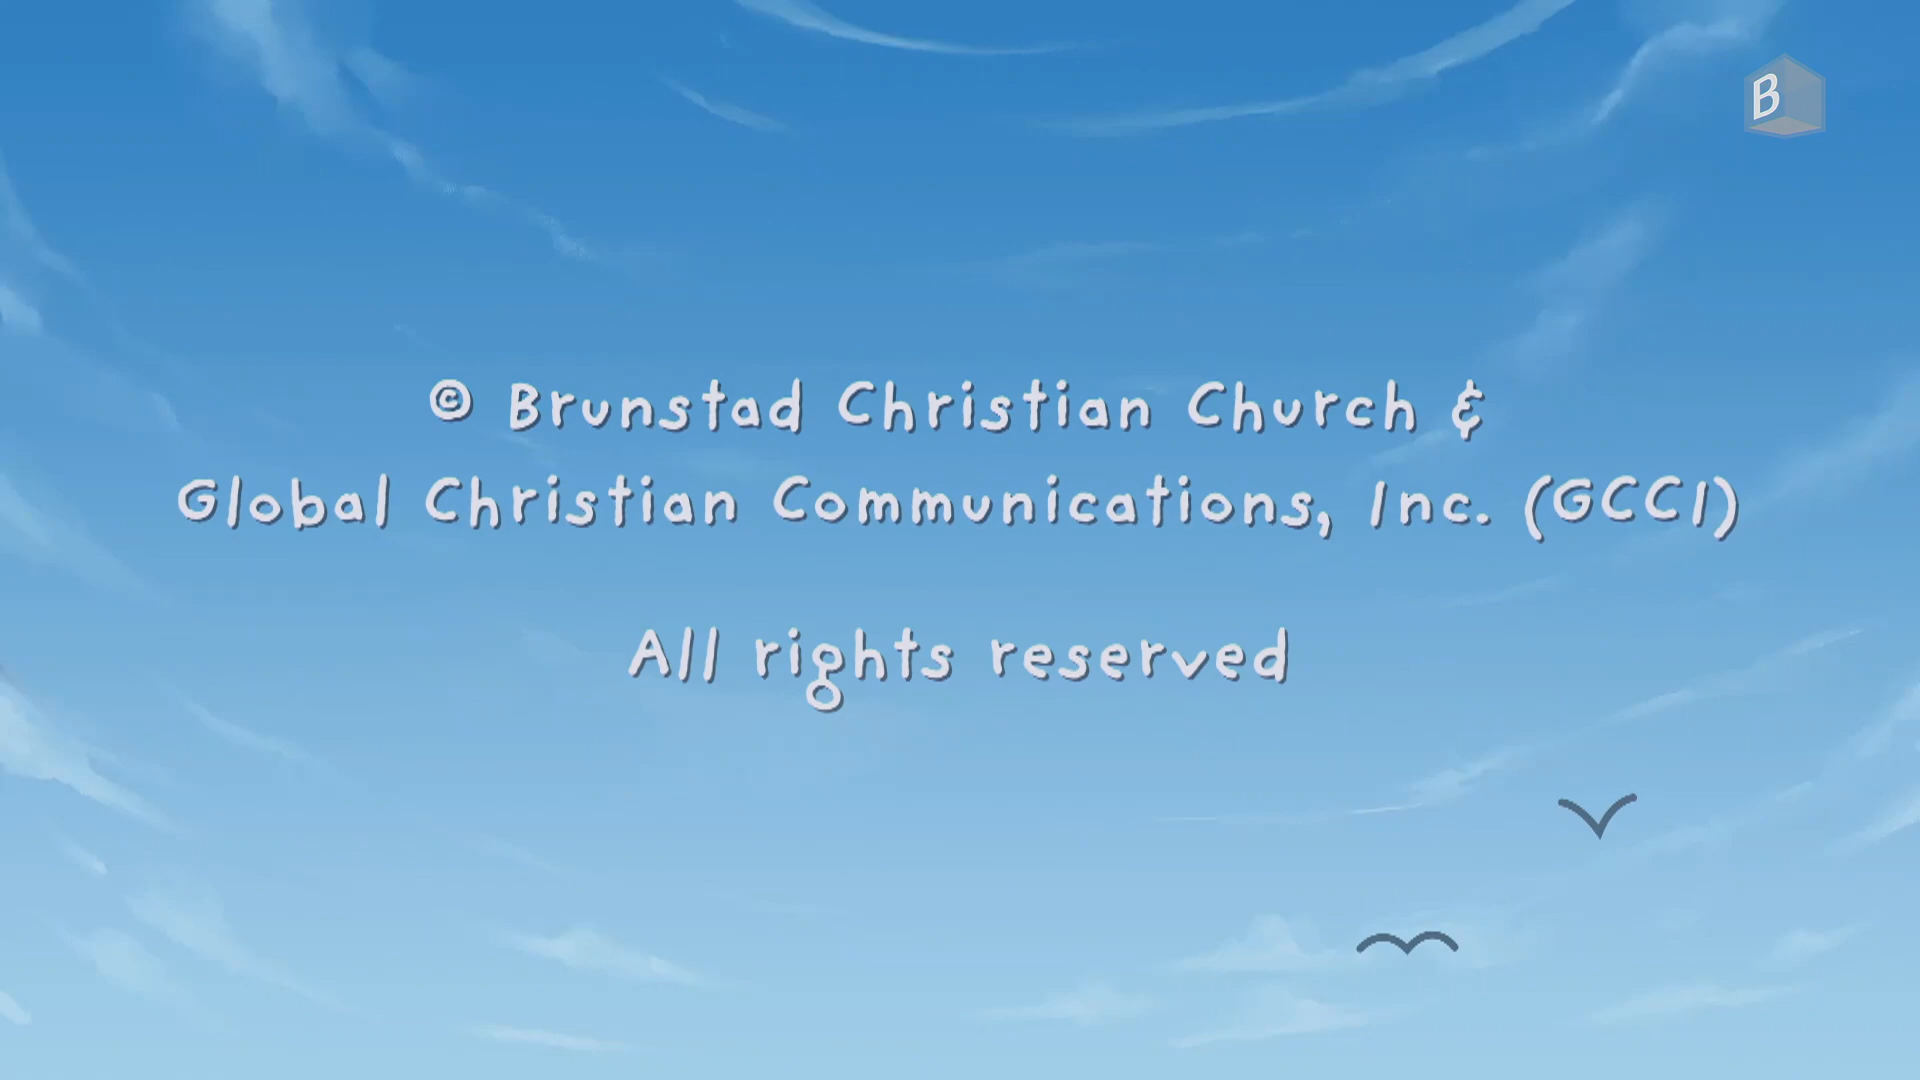 B
© Brunstad Christian Church &
Global Christian Communications, Inc. (GCCI)
All rights reserved